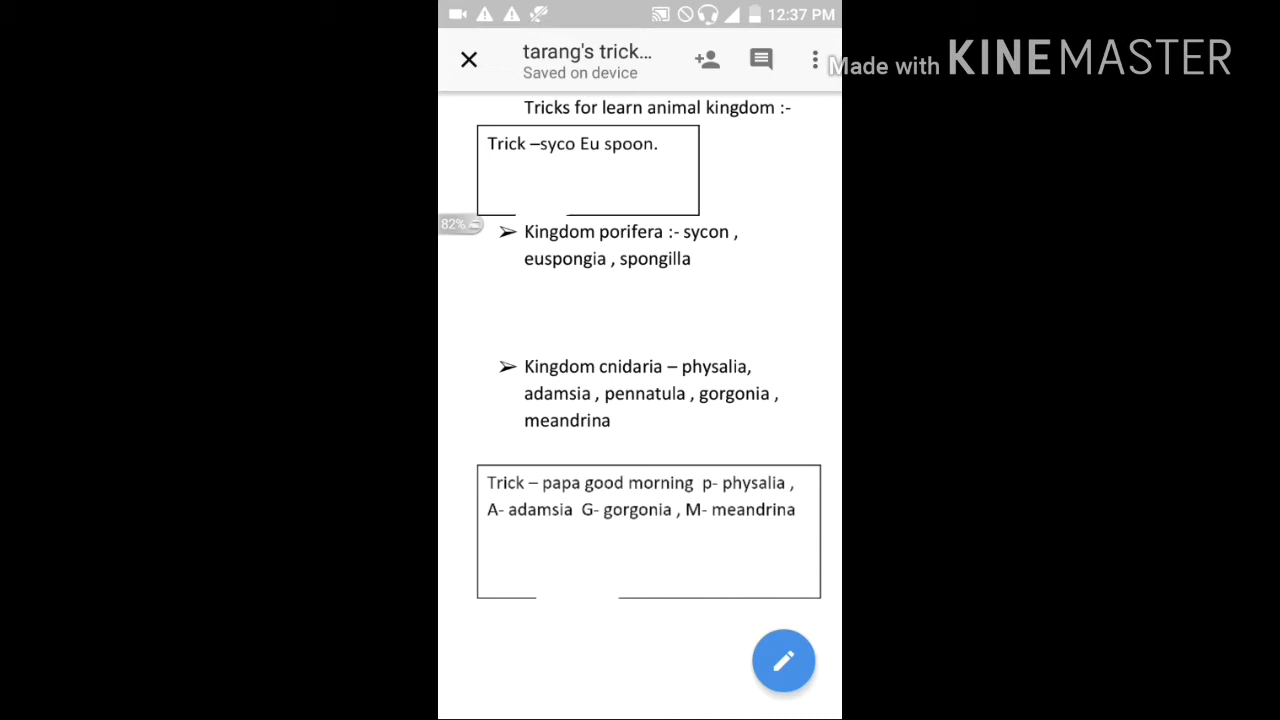 12:37 PM
tarang's trick...
Saved on device
Made with KINEMASTER
Tricks for learn animal kingdom :-
Trick –syco Eu spoon.
82%
➢ Kingdom porifera :- sycon ,
euspongia , spongilla
➢ Kingdom cnidaria – physalia,
adamsia , pennatula , gorgonia ,
meandrina
Trick – papa good morning p- physalia ,
A- adamsia G- gorgonia , M- meandrina